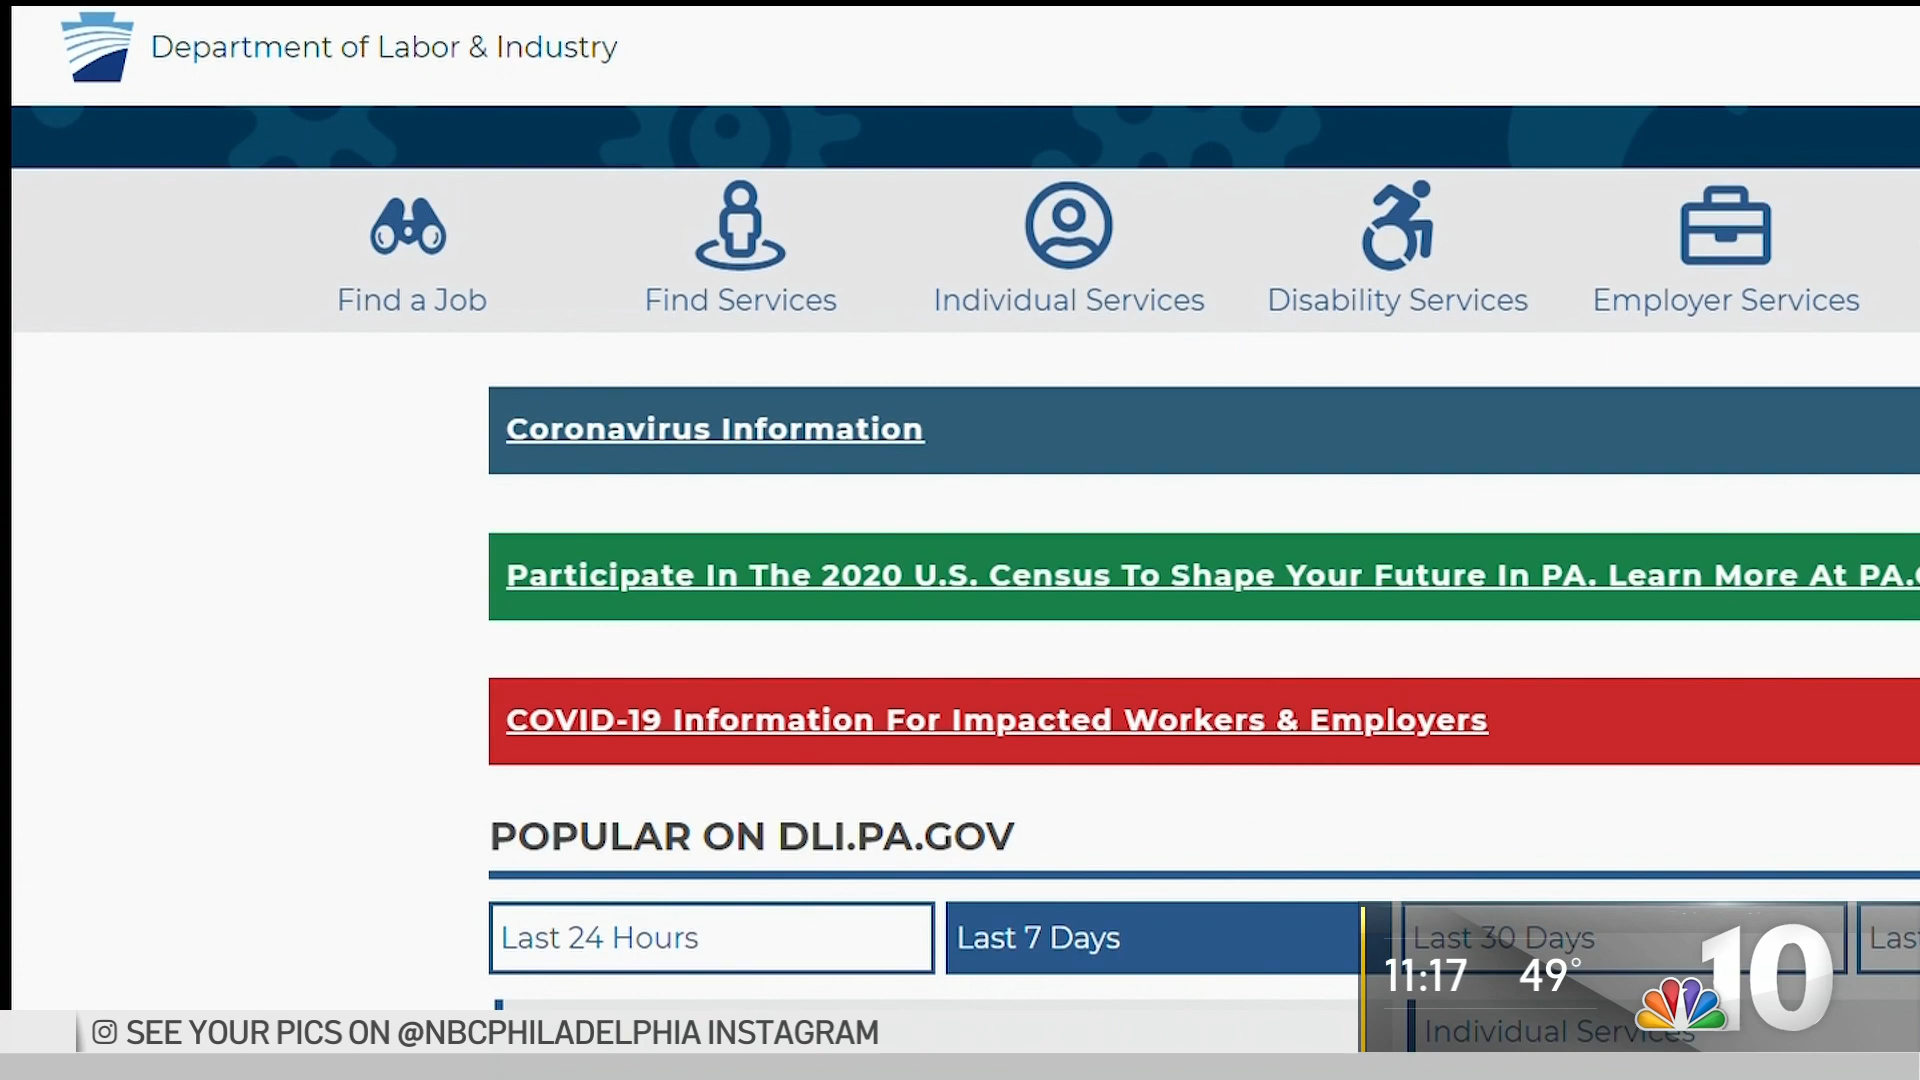 Department of Labor & Industry
Find a Job
Find Services
Individual Services
Disability Services
Employer Services
Coronavirus Information
Participate In The 2020 U.S. Census To Shape Your Future In PA. Learn More At PA.
COVID-19 Information For Impacted Workers & Employers
POPULAR ON DLI.PA.GOV
Last 24 Hours
Last 7 Days
Last 30 Days
Las
11:17 49°
10
Individual Services
SEE YOUR PICS ON @NBCPHILADELPHIA INSTAGRAM